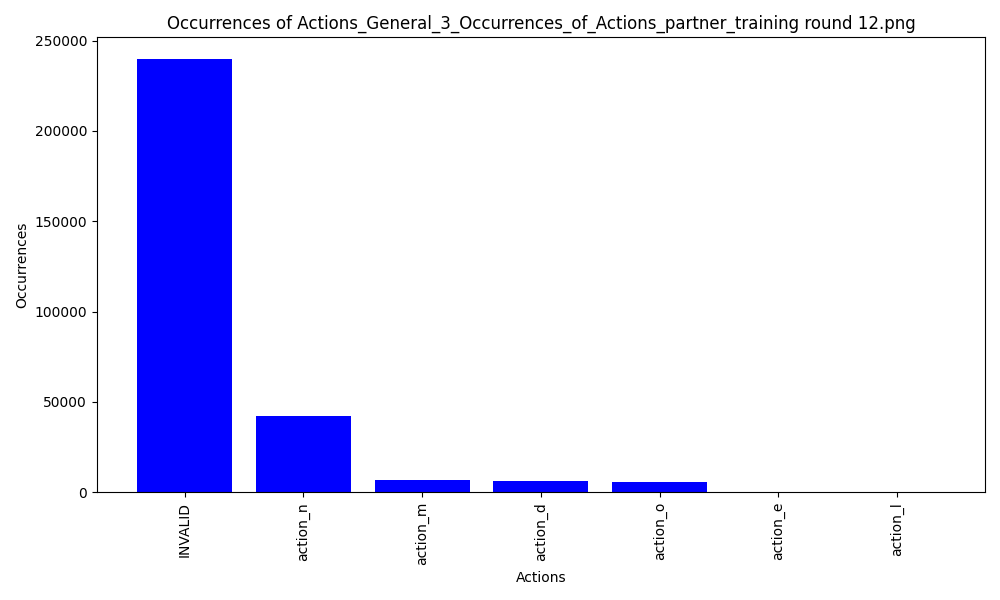 Occurrences of Actions_General_3_Occurrences_of_Actions_partner_training round 12.png
250000
200000
150000
100000
50000
0
Occurrences
INVALID
action_n
action_m
action_d
action_o
action_e
action_l
Actions